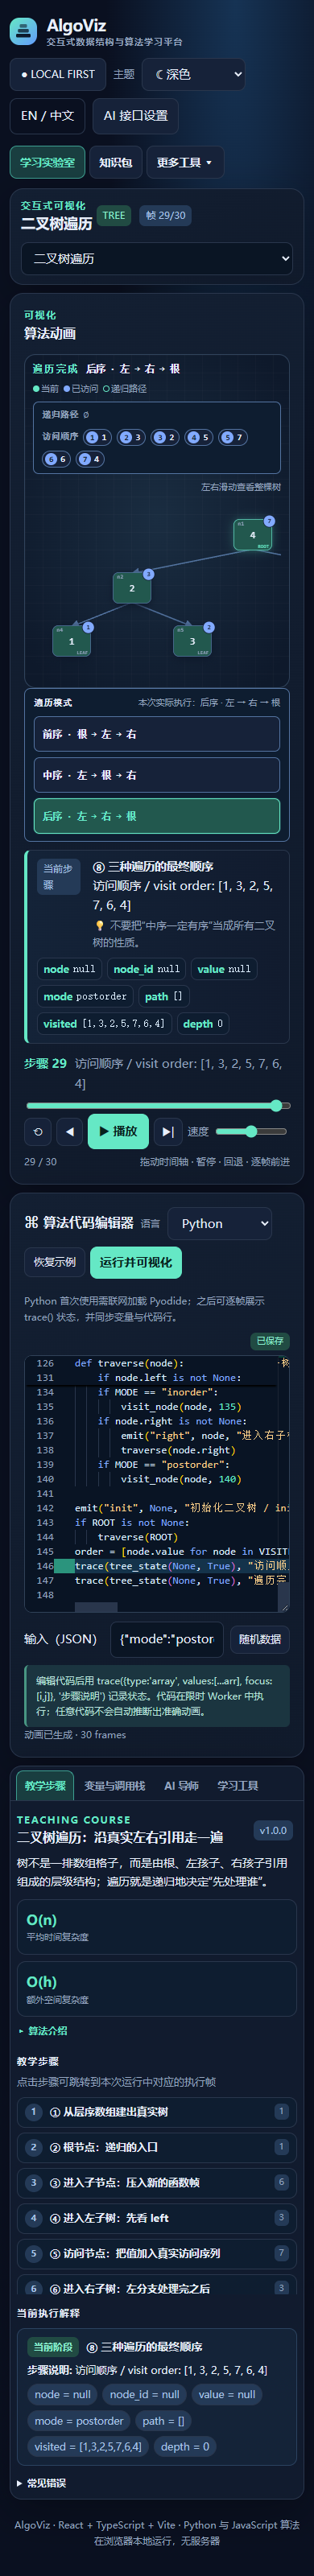 AlgoViz
交互式数据结构与算法学习平台
● LOCAL FIRST 主题 ☾ 深色
EN / 中文 AI 接口设置
学习实验室 知识包 更多工具 ▼
交互式可视化
二叉树遍历 TREE 帧 29/30
二叉树遍历
可视化
算法动画
遍历完成 后序 · 左 → 右 → 根
当前 已访问 递归路径
递归路径 ∅
访问顺序 1 1 2 3 3 2 4 5 5 7
6 6 7 4
左右滑动查看整棵树
n1 7
4
ROOT
n2 3
2
n4 1
1
LEAF
n5 2
3
LEAF
遍历模式 本次实际执行：后序 · 左 → 右 → 根
前序 · 根 → 左 → 右
中序 · 左 → 根 → 右
后序 · 左 → 右 → 根
当前步骤
⑧ 三种遍历的最终顺序
访问顺序 / visit order: [1, 3, 2, 5, 7, 6, 4]
💡 不要把“中序一定有序”当成所有二叉树的性质。
node null node_id null value null
mode postorder path []
visited [1,3,2,5,7,6,4] depth 0
步骤 29 访问顺序 / visit order: [1, 3, 2, 5, 7, 6, 4]
⟲ ◀ ▶ 播放 ▶| 速度
29 / 30 拖动时间轴 · 暂停 · 回退 · 逐帧前进
⌘ 算法代码编辑器 语言 Python
恢复示例 运行并可视化
Python 首次使用需联网加载 Pyodide；之后可逐帧展示 trace() 状态，并同步变量与代码行。
已保存
126 def traverse(node):
131 if node.left is not None:
134 if MODE == "inorder":
135 visit_node(node, 135)
136 if node.right is not None:
137 emit("right", node, "进入右子
138 traverse(node.right)
139 if MODE == "postorder":
140 visit_node(node, 140)
141
142 emit("init", None, "初始化二叉树 / in
143 if ROOT is not None:
144 traverse(ROOT)
145 order = [node.value for node in VISIT
146 trace(tree_state(None, True), "访问顺
147 trace(tree_state(None, True), "遍历完
148
输入（JSON） {"mode":"postor 随机数据
编辑代码后用 trace({type:'array', values:[...arr], focus:[i,j]}, '步骤说明') 记录状态。代码在限时 Worker 中执行；任意代码不会自动推断出准确动画。
动画已生成 · 30 frames
教学步骤 变量与调用栈 AI 导师 学习工具
TEACHING COURSE
二叉树遍历：沿真实左右引用走一遍 v1.0.0
树不是一排数组格子，而是由根、左孩子、右孩子引用组成的层级结构；遍历就是递归地决定“先处理谁”。
O(n)
平均时间复杂度
O(h)
额外空间复杂度
▸ 算法介绍
教学步骤
点击步骤可跳转到本次运行中对应的执行帧
1 ① 从层序数组建出真实树 1
2 ② 根节点：递归的入口 1
3 ③ 进入子节点：压入新的函数帧 6
4 ④ 进入左子树：先看 left 3
5 ⑤ 访问节点：把值加入真实访问序列 7
6 ⑥ 进入右子树：左分支处理完之后 3
当前执行解释
当前阶段 ⑧ 三种遍历的最终顺序
步骤说明: 访问顺序 / visit order: [1, 3, 2, 5, 7, 6, 4]
node = null node_id = null value = null
mode = postorder path = []
visited = [1,3,2,5,7,6,4] depth = 0
▶ 常见错误
AlgoViz · React + TypeScript + Vite · Python 与 JavaScript 算法在浏览器本地运行，无服务器